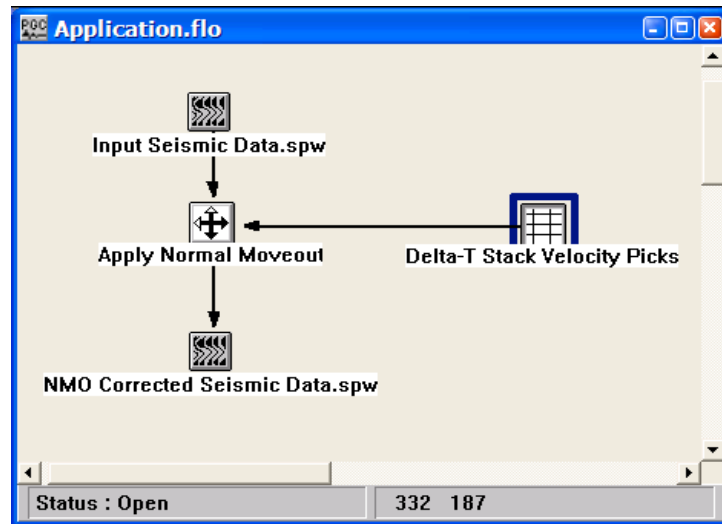 PGC Application.flo
Input Seismic Data.spw
Apply Normal Moveout
Delta-T Stack Velocity Picks
NMO Corrected Seismic Data.spw
Status : Open 332 187